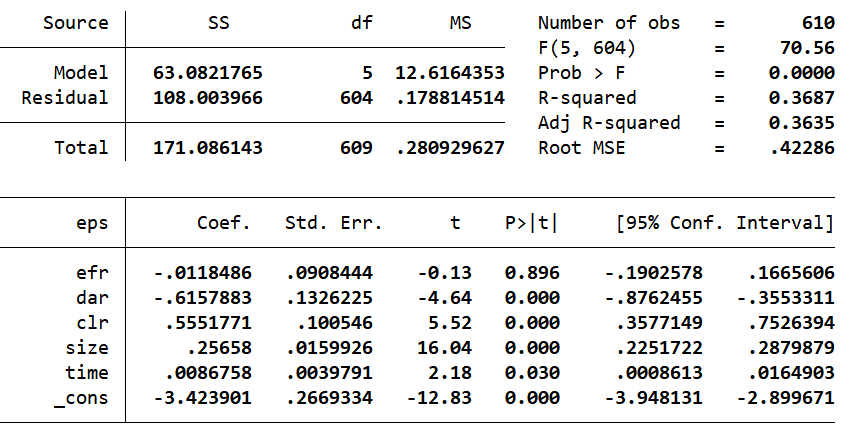 Source SS df MS Number of obs = 610
F(5, 604) = 70.56
Model 63.0821765 5 12.6164353 Prob > F = 0.0000
Residual 108.003966 604 .178814514 R-squared = 0.3687
Adj R-squared = 0.3635
Total 171.086143 609 .280929627 Root MSE = .42286
eps Coef. Std. Err. t P>|t| [95% Conf. Interval]
efr -.0118486 .0908444 -0.13 0.896 -.1902578 .1665606
dar -.6157883 .1326225 -4.64 0.000 -.8762455 -.3553311
clr .5551771 .100546 5.52 0.000 .3577149 .7526394
size .25658 .0159926 16.04 0.000 .2251722 .2879879
time .0086758 .0039791 2.18 0.030 .0008613 .0164903
_cons -3.423901 .2669334 -12.83 0.000 -3.948131 -2.899671